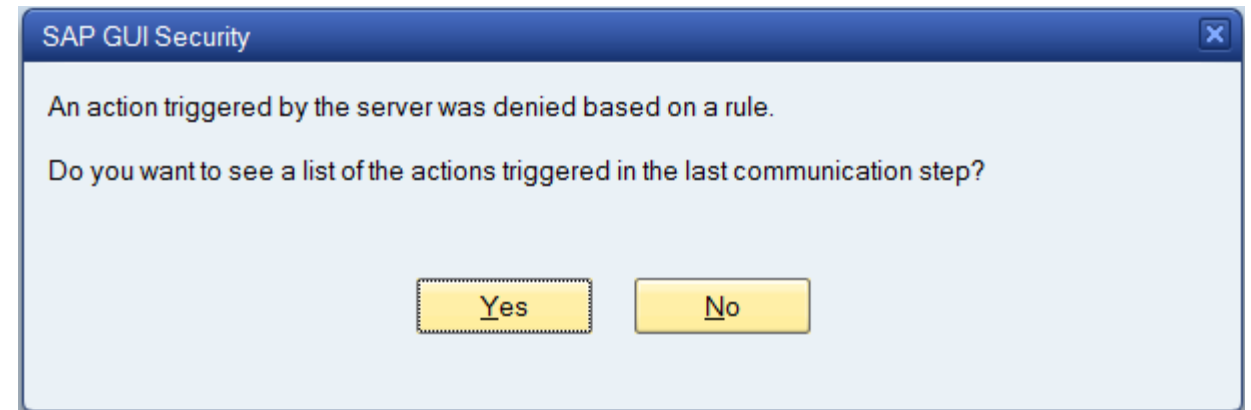 SAP GUI Security
An action triggered by the server was denied based on a rule.
Do you want to see a list of the actions triggered in the last communication step?
Yes No